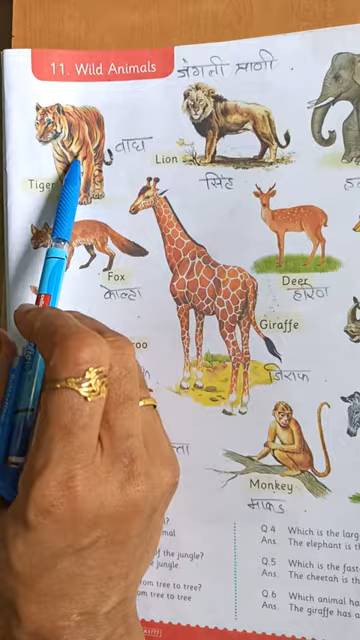 11. Wild Animals
जंगली प्राणी .
वाघ
Lion
Tiger
सिंह
Fox
कोल्हा
Deer
हरिण
Giraffe
जिराफ
Monkey
माकड
of the jungle?
jungle
from tree to tree?
from tree to tree
Q.4 Which is the larg
Ans. The elephant is th
Q.5 Which is the fast
Ans. The cheetah is th
Q.6 Which animal ha
Ans. The giraffe has a